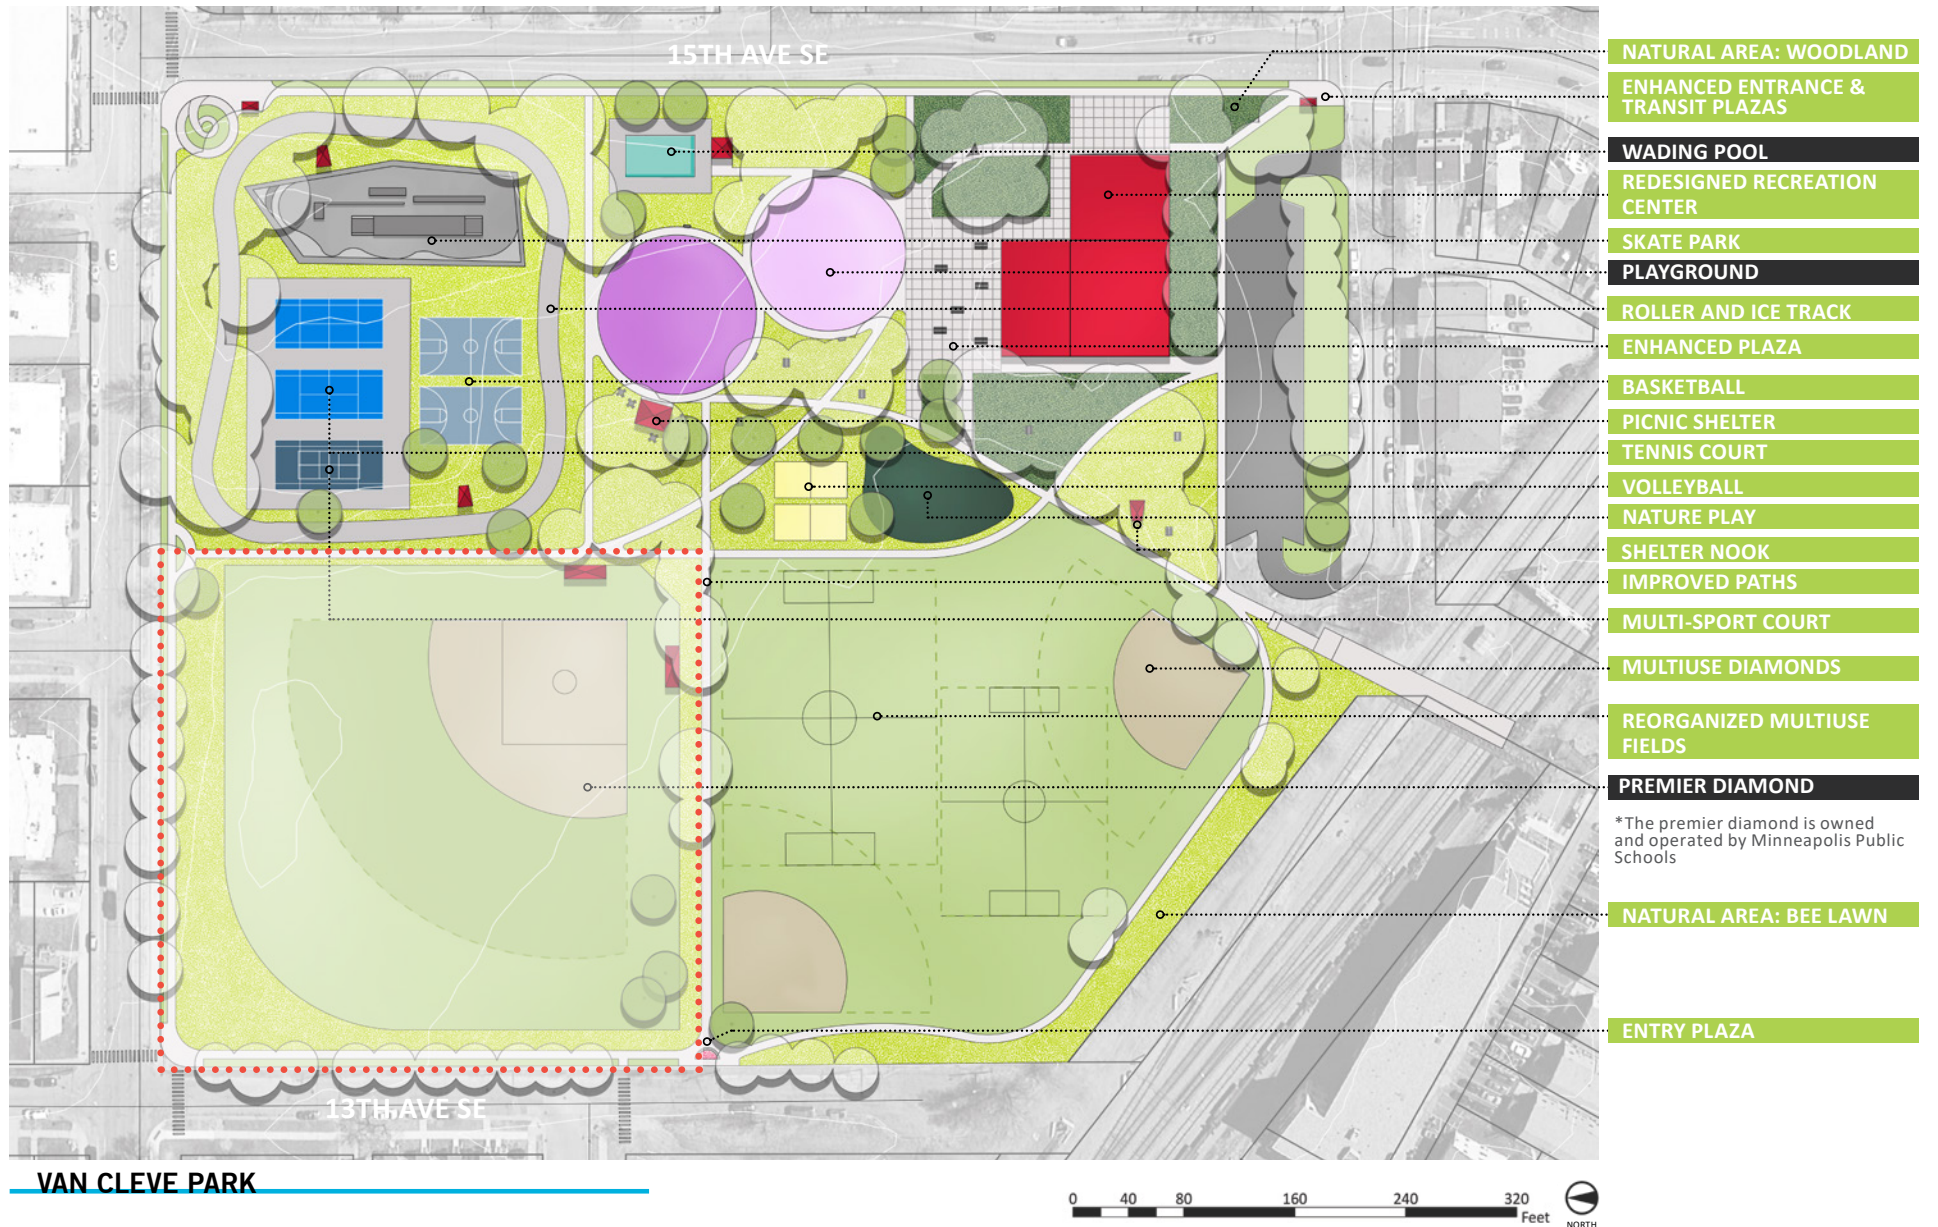 15TH AVE SE
NATURAL AREA: WOODLAND
ENHANCED ENTRANCE &
TRANSIT PLAZAS
WADING POOL
REDESIGNED RECREATION
CENTER
SKATE PARK
PLAYGROUND
ROLLER AND ICE TRACK
ENHANCED PLAZA
BASKETBALL
PICNIC SHELTER
TENNIS COURT
VOLLEYBALL
NATURE PLAY
SHELTER NOOK
IMPROVED PATHS
MULTI-SPORT COURT
MULTIUSE DIAMONDS
REORGANIZED MULTIUSE
FIELDS
PREMIER DIAMOND
*The premier diamond is owned
and operated by Minneapolis Public
Schools
NATURAL AREA: BEE LAWN
ENTRY PLAZA
13TH AVE SE
VAN CLEVE PARK
0 40 80 160 240 320
Feet
NORTH